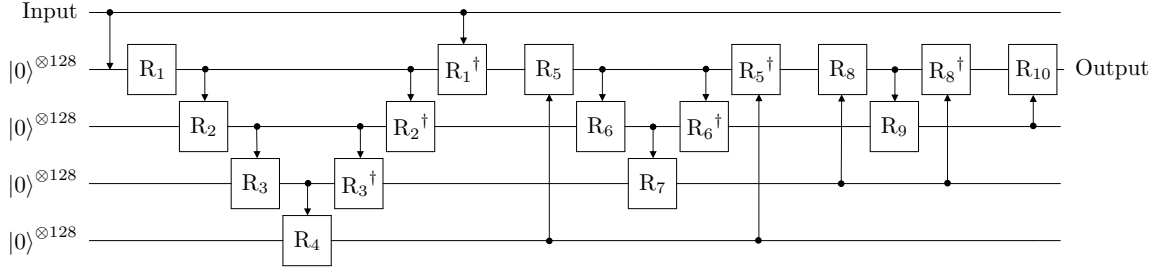 Input
|0⟩⊗128 R1 R1† R5 R5† R8 R8† R10 Output
|0⟩⊗128 R2 R2† R6 R6† R9
|0⟩⊗128 R3 R3† R7
|0⟩⊗128 R4